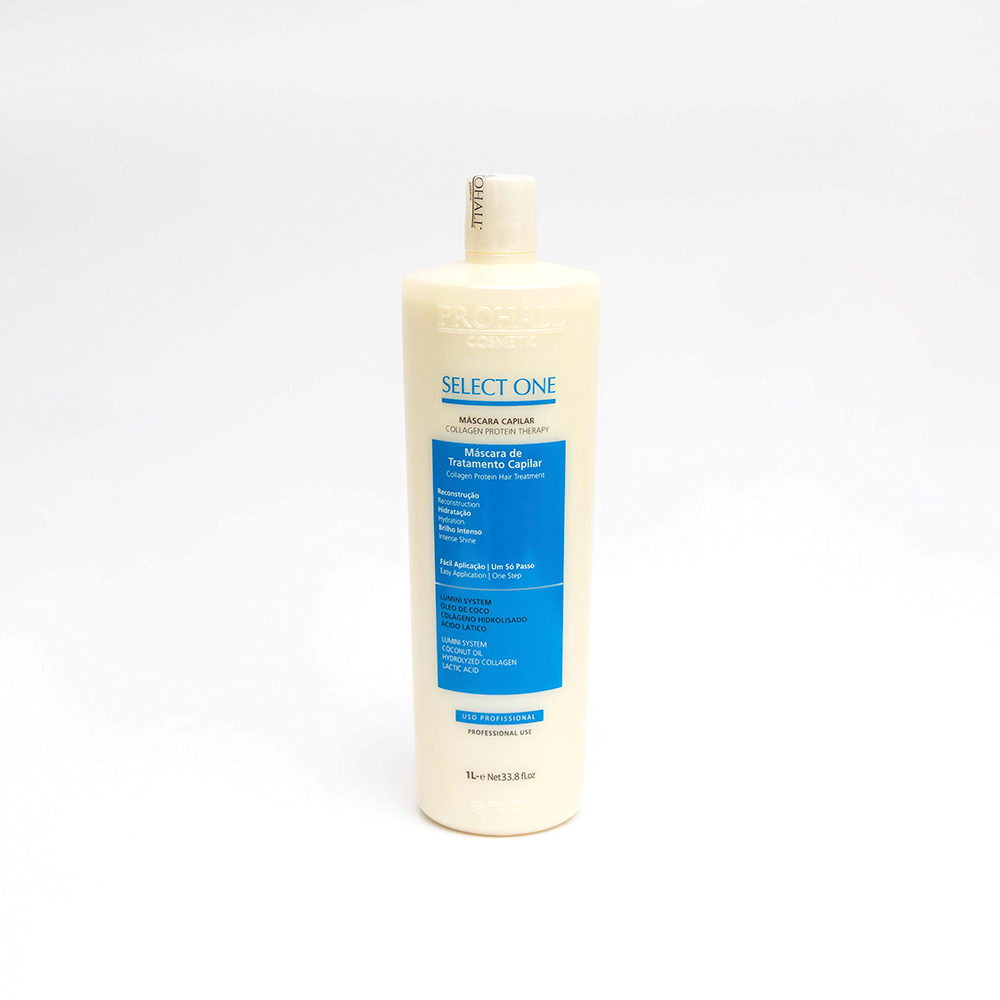 PROHALL
COSMETIC
SELECT ONE
MÁSCARA CAPILAR
COLLAGEN PROTEIN THERAPY
Máscara de
Tratamento Capilar
Collagen Protein Hair Treatment
Reconstrução
Reconstruction
Hidratação
Hydration
Brilho Intenso
Intense Shine
Fácil Aplicação | Um Só Passo
Easy Application | One Step
LUMINI SYSTEM
ÓLEO DE COCO
COLÁGENO HIDROLISADO
ÁCIDO LÁTICO
LUMINI SYSTEM
COCONUT OIL
HYDROLYZED COLLAGEN
LACTIC ACID
USO PROFISSIONAL
PROFESSIONAL USE
1L-e Net33.8 fl.oz